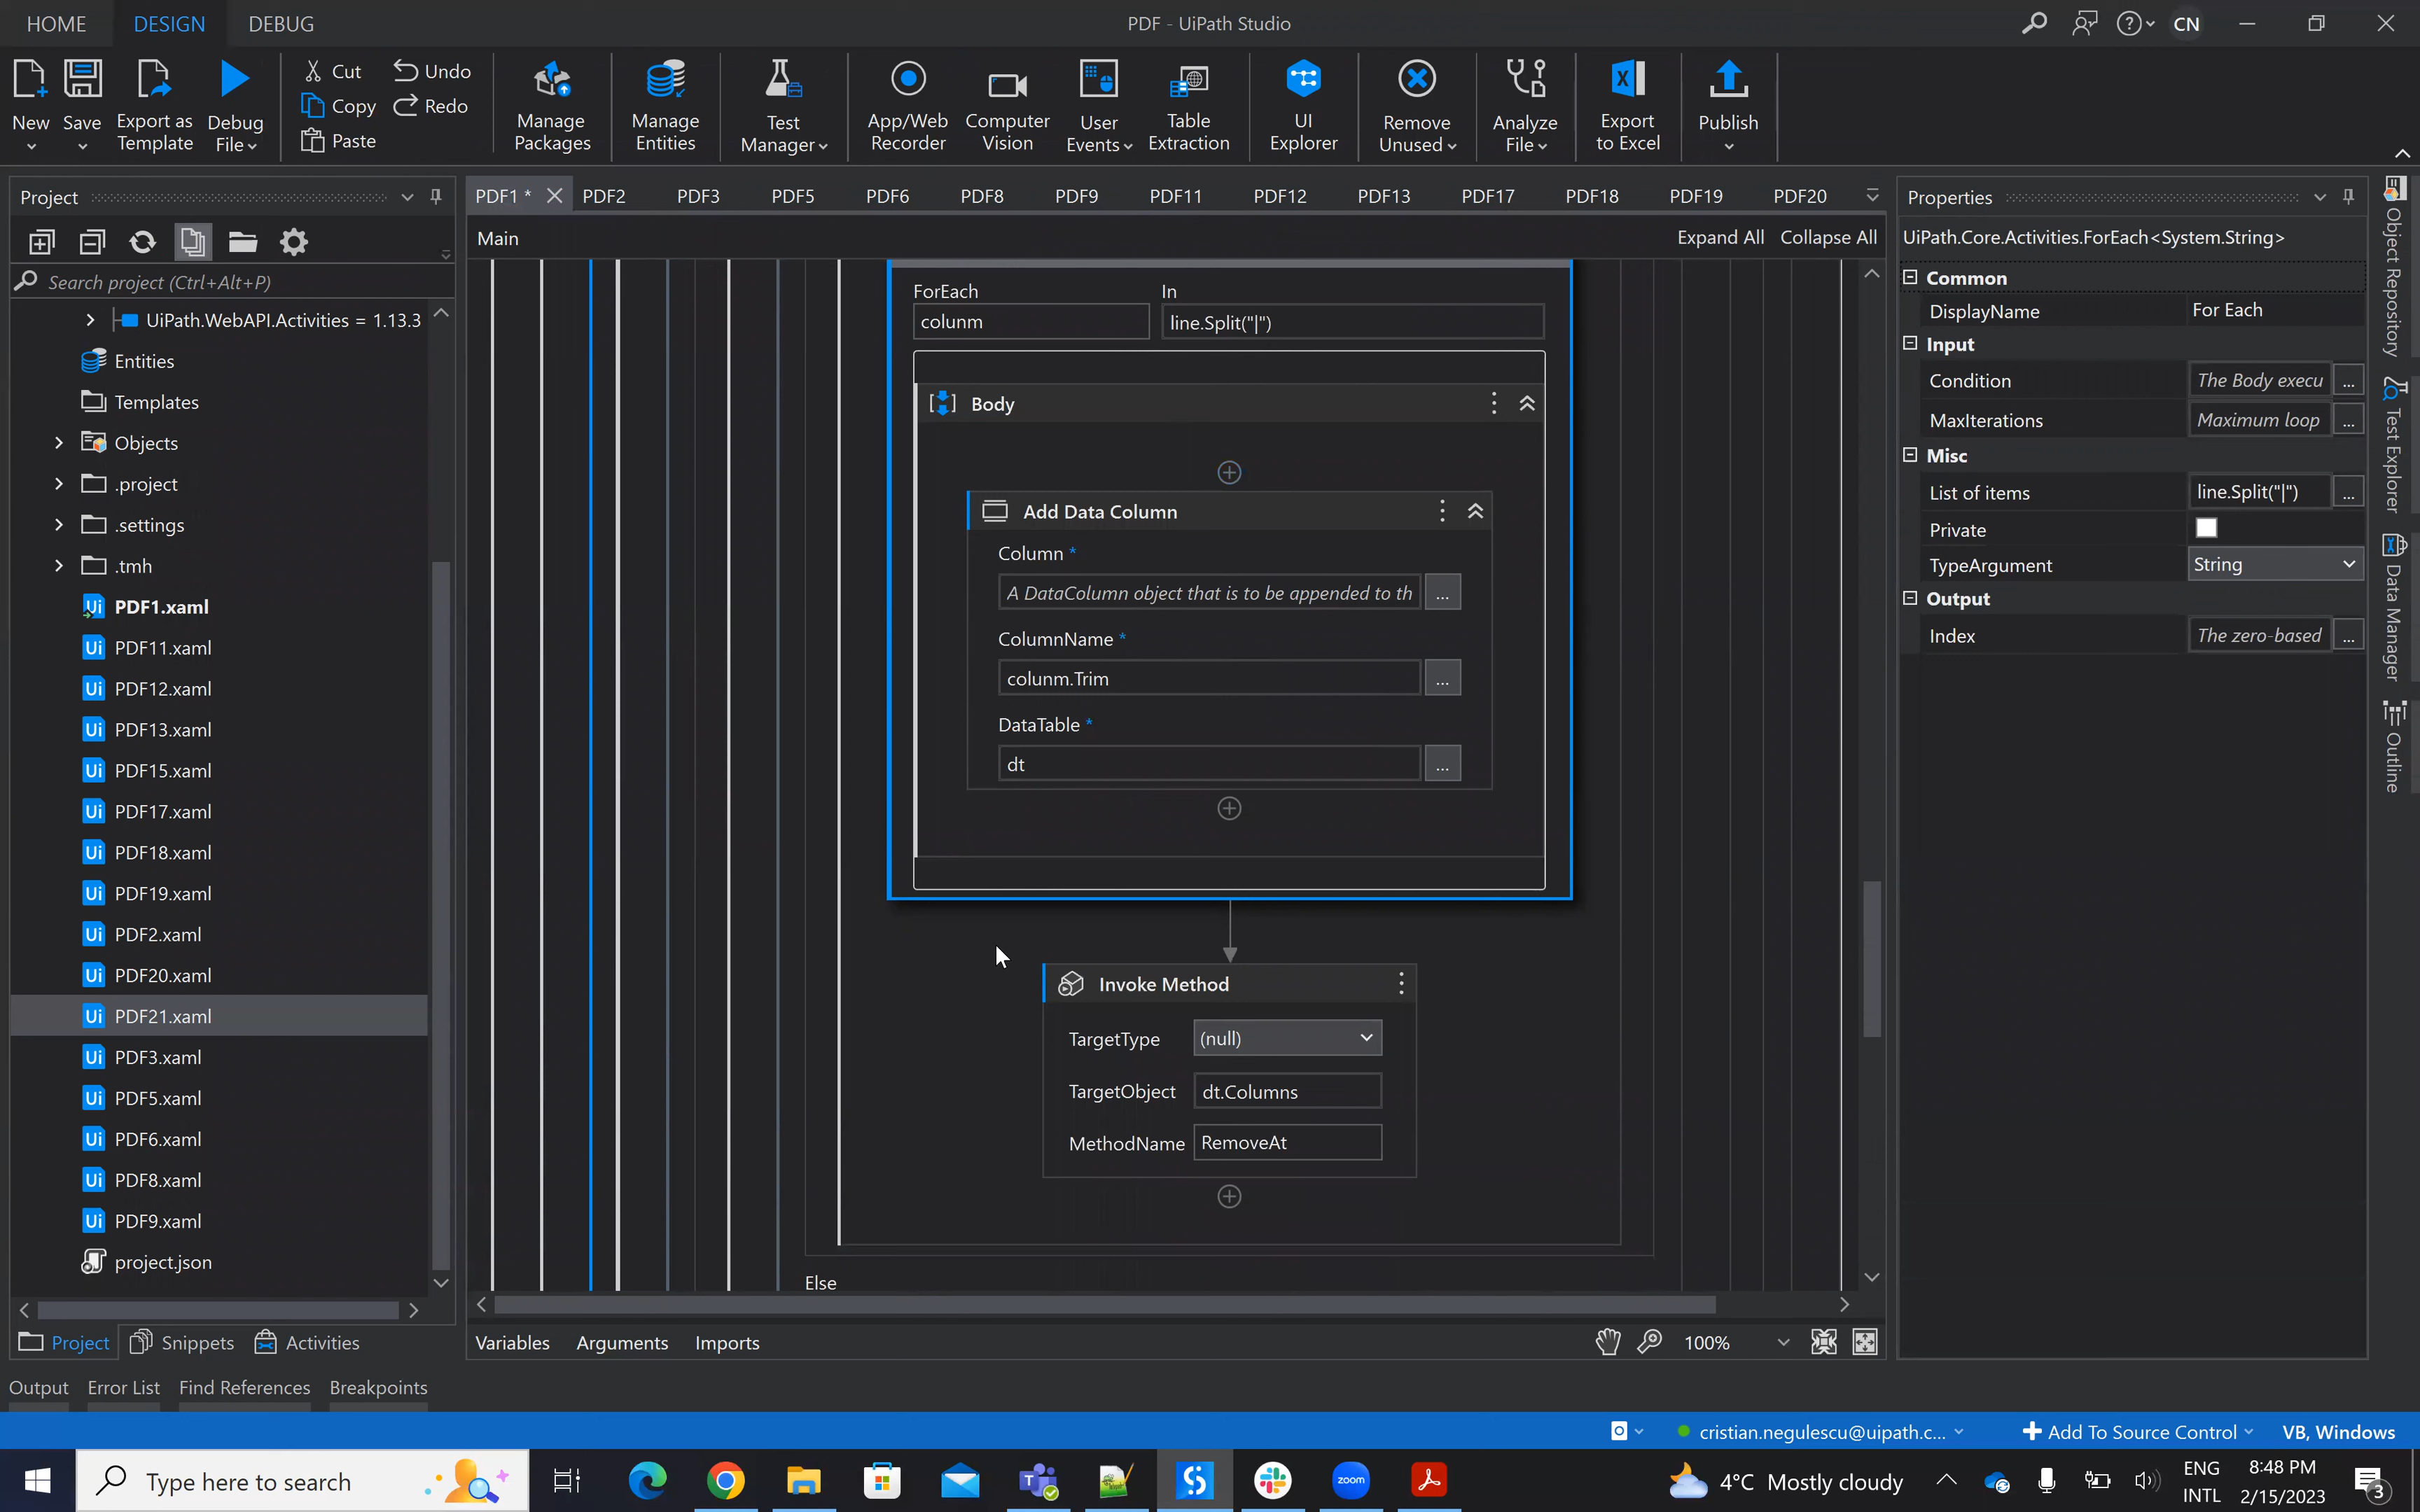 HOME DESIGN DEBUG
PDF - UiPath Studio
CN
New
Save
Export as Template
Debug File
Cut
Copy
Paste
Undo
Redo
Manage Packages
Manage Entities
Test Manager
App/Web Recorder
Computer Vision
User Events
Table Extraction
UI Explorer
Remove Unused
Analyze File
Export to Excel
Publish
Project
Search project (Ctrl+Alt+P)
UiPath.WebAPI.Activities = 1.13.3
Entities
Templates
Objects
.project
.settings
.tmh
PDF1.xaml
PDF11.xaml
PDF12.xaml
PDF13.xaml
PDF15.xaml
PDF17.xaml
PDF18.xaml
PDF19.xaml
PDF2.xaml
PDF20.xaml
PDF21.xaml
PDF3.xaml
PDF5.xaml
PDF6.xaml
PDF8.xaml
PDF9.xaml
project.json
Project Snippets Activities
PDF1 * PDF2 PDF3 PDF5 PDF6 PDF8 PDF9 PDF11 PDF12 PDF13 PDF17 PDF18 PDF19 PDF20
Main Expand All Collapse All
ForEach In
colunm line.Split("|")
Body
Add Data Column
Column *
A DataColumn object that is to be appended to th ...
ColumnName *
colunm.Trim ...
DataTable *
dt ...
Invoke Method
TargetType (null)
TargetObject dt.Columns
MethodName RemoveAt
Else
Variables Arguments Imports 100%
Properties
UiPath.Core.Activities.ForEach<System.String>
Common
DisplayName For Each
Input
Condition The Body execu ...
MaxIterations Maximum loop ...
Misc
List of items line.Split("|") ...
Private
TypeArgument String
Output
Index The zero-based ...
Object Repository
Test Explorer
Data Manager
Outline
Output Error List Find References Breakpoints
cristian.negulescu@uipath.c... Add To Source Control VB, Windows
Type here to search
zoom
4°C Mostly cloudy
ENG
INTL
8:48 PM
2/15/2023
3